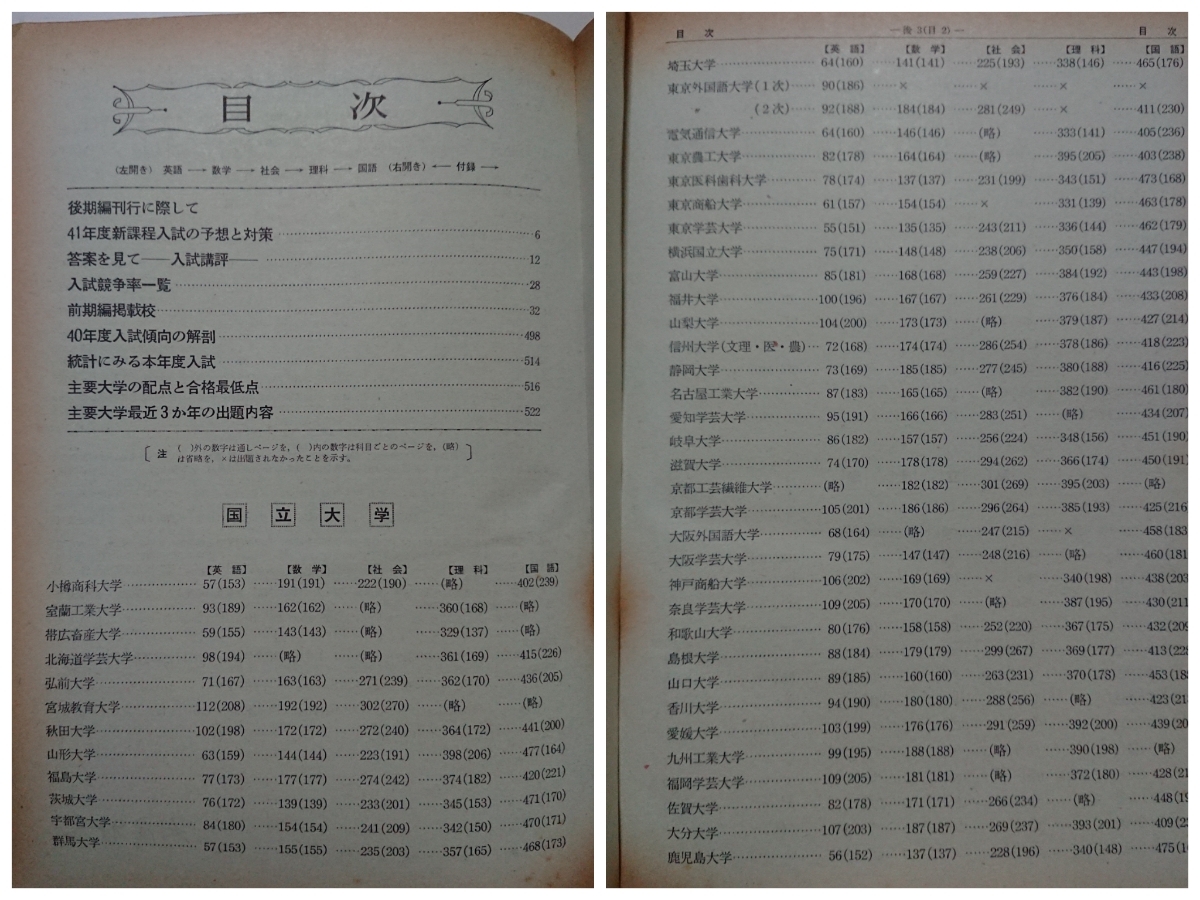 目 次
(左開き) 英語 → 数学 → 社会 → 理科 → 国語 (右開き) ← 付録 →
後期編刊行に際して
41年度新課程入試の予想と対策 6
答案を見て——入試講評—— 12
入試競争率一覧 28
前期編掲載校 32
40年度入試傾向の解剖 498
統計にみる本年度入試 514
主要大学の配点と合格最低点 516
主要大学最近3か年の出題内容 522
〔注 ( )外の数字は通しページを, ( )内の数字は科目ごとのページを, (略)
は省略を, ×は出題されなかったことを示す。〕
国立大学
【英 語】 【数 学】 【社 会】 【理 科】 【国 語】
小樽商科大学 57(153) 191(191) 222(190) (略) 402(239)
室蘭工業大学 93(189) 162(162) (略) 360(168) (略)
帯広畜産大学 59(155) 143(143) (略) 329(137) (略)
北海道学芸大学 98(194) (略) (略) 361(169) 415(226)
弘前大学 71(167) 163(163) 271(239) 362(170) 436(205)
宮城教育大学 112(208) 192(192) 302(270) (略) (略)
秋田大学 102(198) 172(172) 272(240) 364(172) 441(200)
山形大学 63(159) 144(144) 223(191) 398(206) 477(164)
福島大学 77(173) 177(177) 274(242) 374(182) 420(221)
茨城大学 76(172) 139(139) 233(201) 345(153) 471(170)
宇都宮大学 84(180) 154(154) 241(209) 342(150) 470(171)
群馬大学 57(153) 155(155) 235(203) 357(165) 468(173)
目 次 —後 3(目 2)— 目 次
【英 語】 【数 学】 【社 会】 【理 科】 【国 語】
埼玉大学 64(160) 141(141) 225(193) 338(146) 465(176)
東京外国語大学(1次) 90(186) × × × ×
〃 (2次) 92(188) 184(184) 281(249) × 411(230)
電気通信大学 64(160) 146(146) (略) 333(141) 405(236)
東京農工大学 82(178) 164(164) (略) 395(205) 403(238)
東京医科歯科大学 78(174) 137(137) 231(199) 343(151) 473(168)
東京商船大学 61(157) 154(154) × 331(139) 463(178)
東京学芸大学 55(151) 135(135) 243(211) 336(144) 462(179)
横浜国立大学 75(171) 148(148) 238(206) 350(158) 447(194)
富山大学 85(181) 168(168) 259(227) 384(192) 443(198)
福井大学 100(196) 167(167) 261(229) 376(184) 433(208)
山梨大学 104(200) 173(173) (略) 379(187) 427(214)
信州大学(文理・医・農) 72(168) 174(174) 286(254) 378(186) 418(223)
静岡大学 73(169) 185(185) 277(245) 380(188) 416(225)
名古屋工業大学 87(183) 165(165) (略) 382(190) 461(180)
愛知学芸大学 95(191) 166(166) 283(251) (略) 434(207)
岐阜大学 86(182) 157(157) 256(224) 348(156) 451(190)
滋賀大学 74(170) 178(178) 294(262) 366(174) 450(191)
京都工芸繊維大学 (略) 182(182) 301(269) 395(203) (略)
京都学芸大学 105(201) 186(186) 296(264) 385(193) 425(216
大阪外国語大学 68(164) (略) 247(215) × 458(183
大阪学芸大学 79(175) 147(147) 248(216) (略) 460(181
神戸商船大学 106(202) 169(169) × 340(198) 438(203
奈良学芸大学 109(205) 170(170) (略) 387(195) 430(211
和歌山大学 80(176) 158(158) 252(220) 367(175) 432(209
島根大学 88(184) 179(179) 299(267) 369(177) 413(22
山口大学 89(185) 160(160) 263(231) 370(178) 453(18
香川大学 94(190) 180(180) 288(256) (略) 423(21
愛媛大学 103(199) 176(176) 291(259) 392(200) 439(20
九州工業大学 99(195) 188(188) (略) 390(198) (略)
福岡学芸大学 109(205) 181(181) (略) 372(180) 428(21
佐賀大学 82(178) 171(171) 266(234) (略) 448(19
大分大学 107(203) 187(187) 269(237) 393(201) 409(2
鹿児島大学 56(152) 137(137) 228(196) 340(148) 475(1